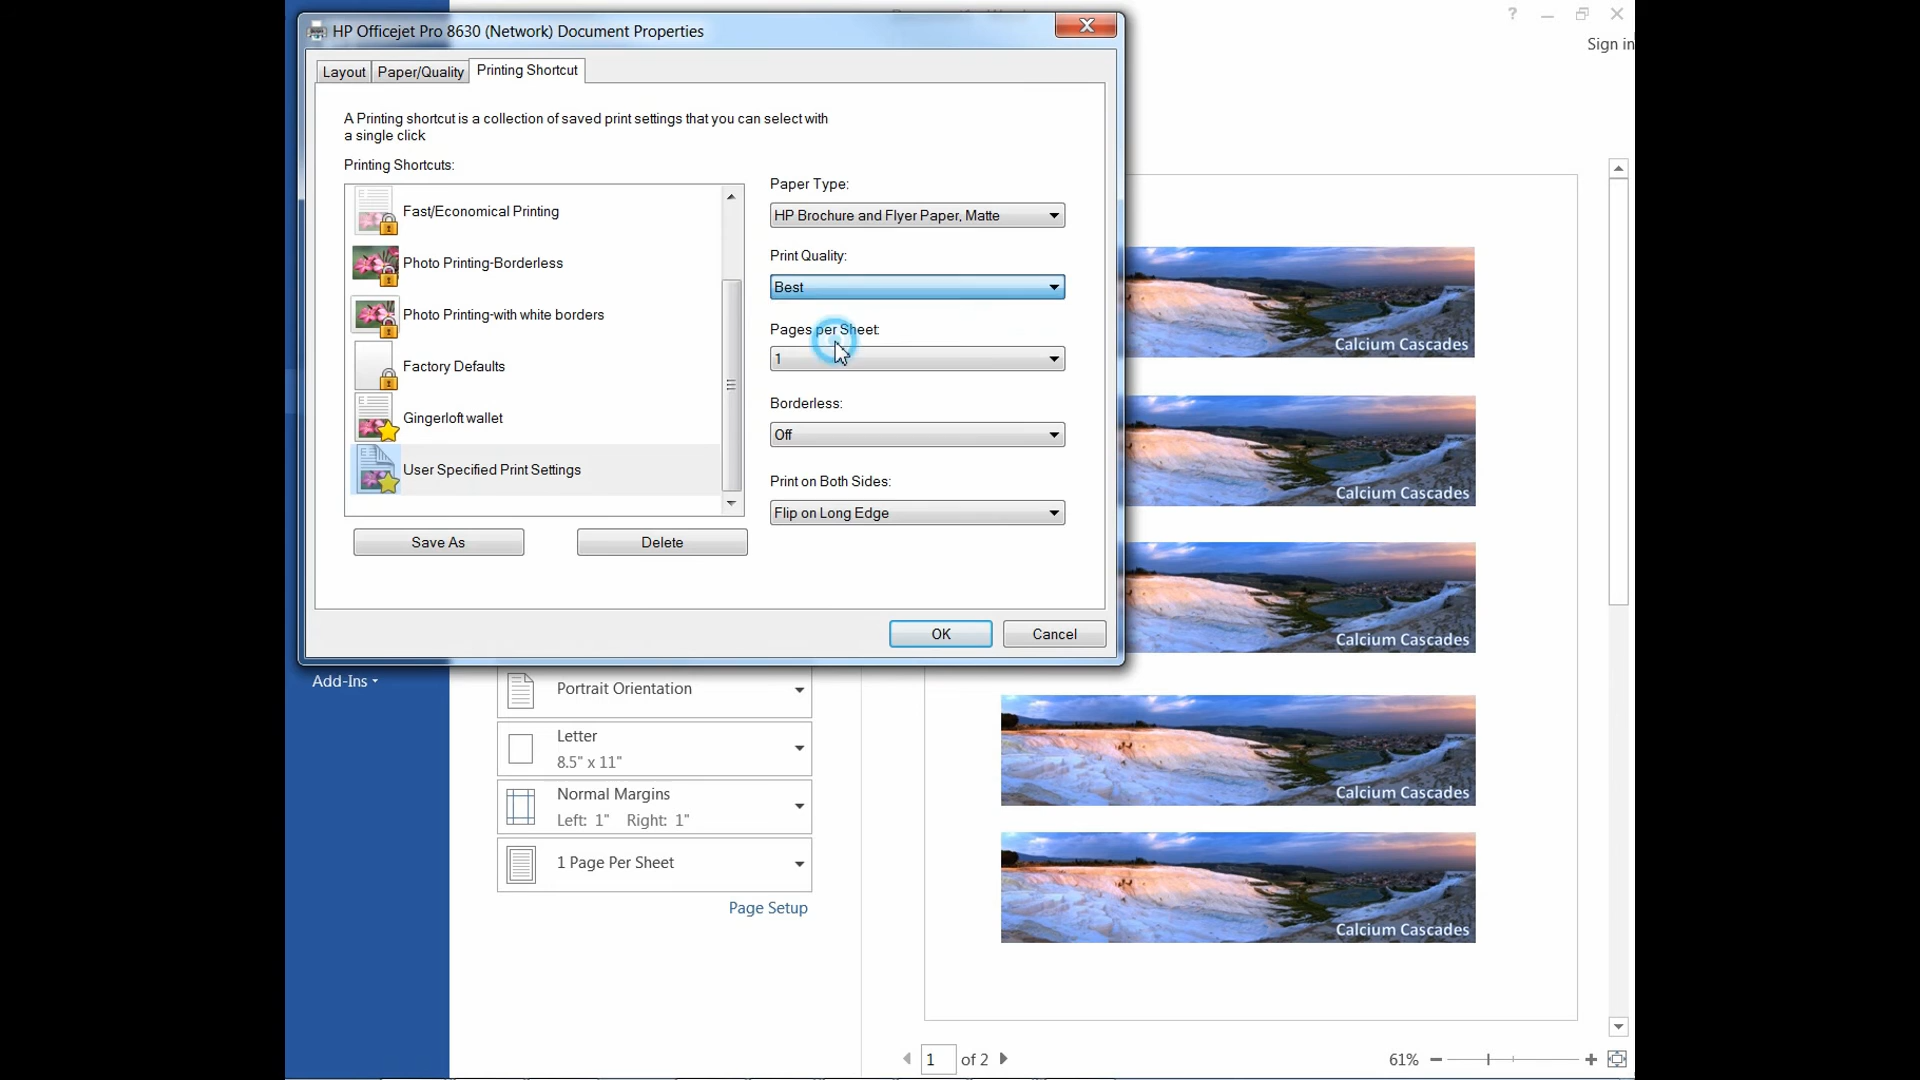 HP Officejet Pro 8630 (Network) Document Properties
?
Sign in
Layout
Paper/Quality
Printing Shortcut
A Printing shortcut is a collection of saved print settings that you can select with
a single click
Printing Shortcuts:
Fast/Economical Printing
Photo Printing-Borderless
Photo Printing-with white borders
Factory Defaults
Gingerloft wallet
User Specified Print Settings
Save As
Delete
Paper Type:
HP Brochure and Flyer Paper, Matte
Print Quality:
Best
Pages per Sheet:
1
Borderless:
Off
Print on Both Sides:
Flip on Long Edge
OK
Cancel
Add-Ins
Portrait Orientation
Letter
8.5" x 11"
Normal Margins
Left: 1" Right: 1"
1 Page Per Sheet
Page Setup
Calcium Cascades
Calcium Cascades
Calcium Cascades
Calcium Cascades
Calcium Cascades
1 of 2
61%